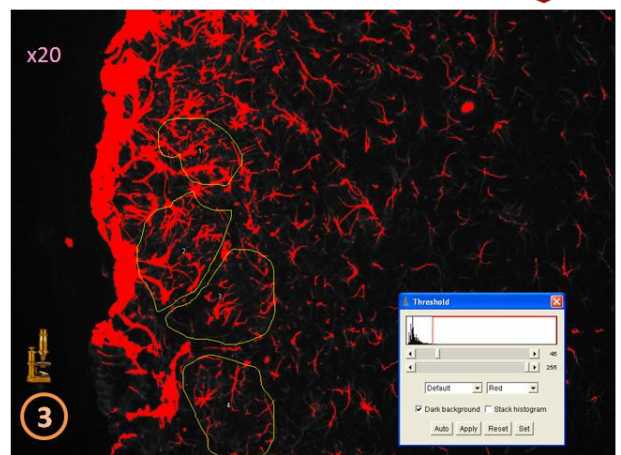 x20
1
2
3
4
Threshold
46
255
Default Red
Dark background Stack histogram
Auto Apply Reset Set
3